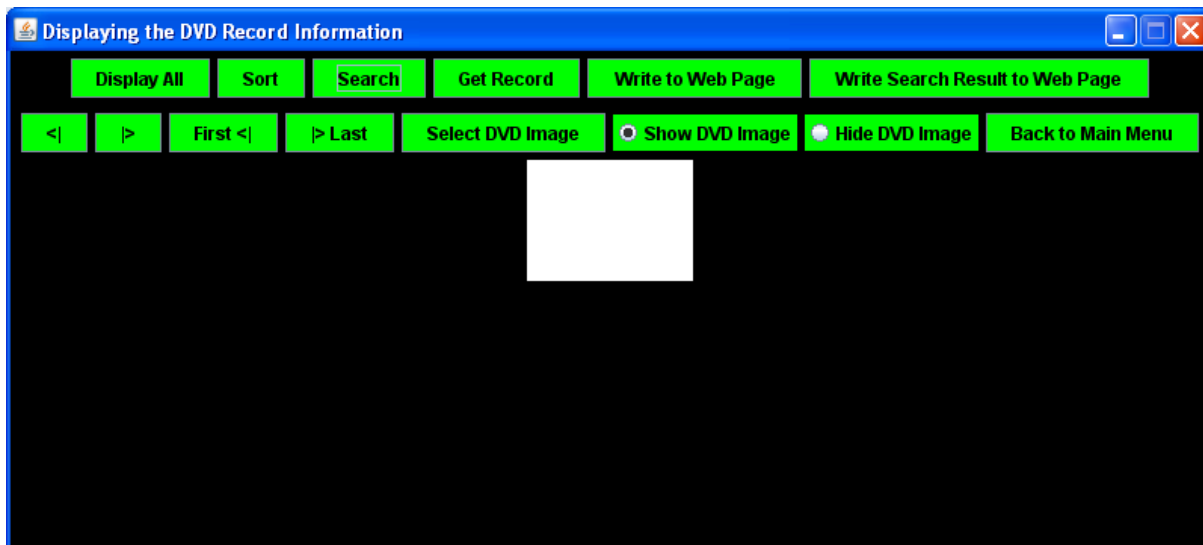 Displaying the DVD Record Information
Display All Sort Search Get Record Write to Web Page Write Search Result to Web Page
<| |> First <| |> Last Select DVD Image Show DVD Image Hide DVD Image Back to Main Menu